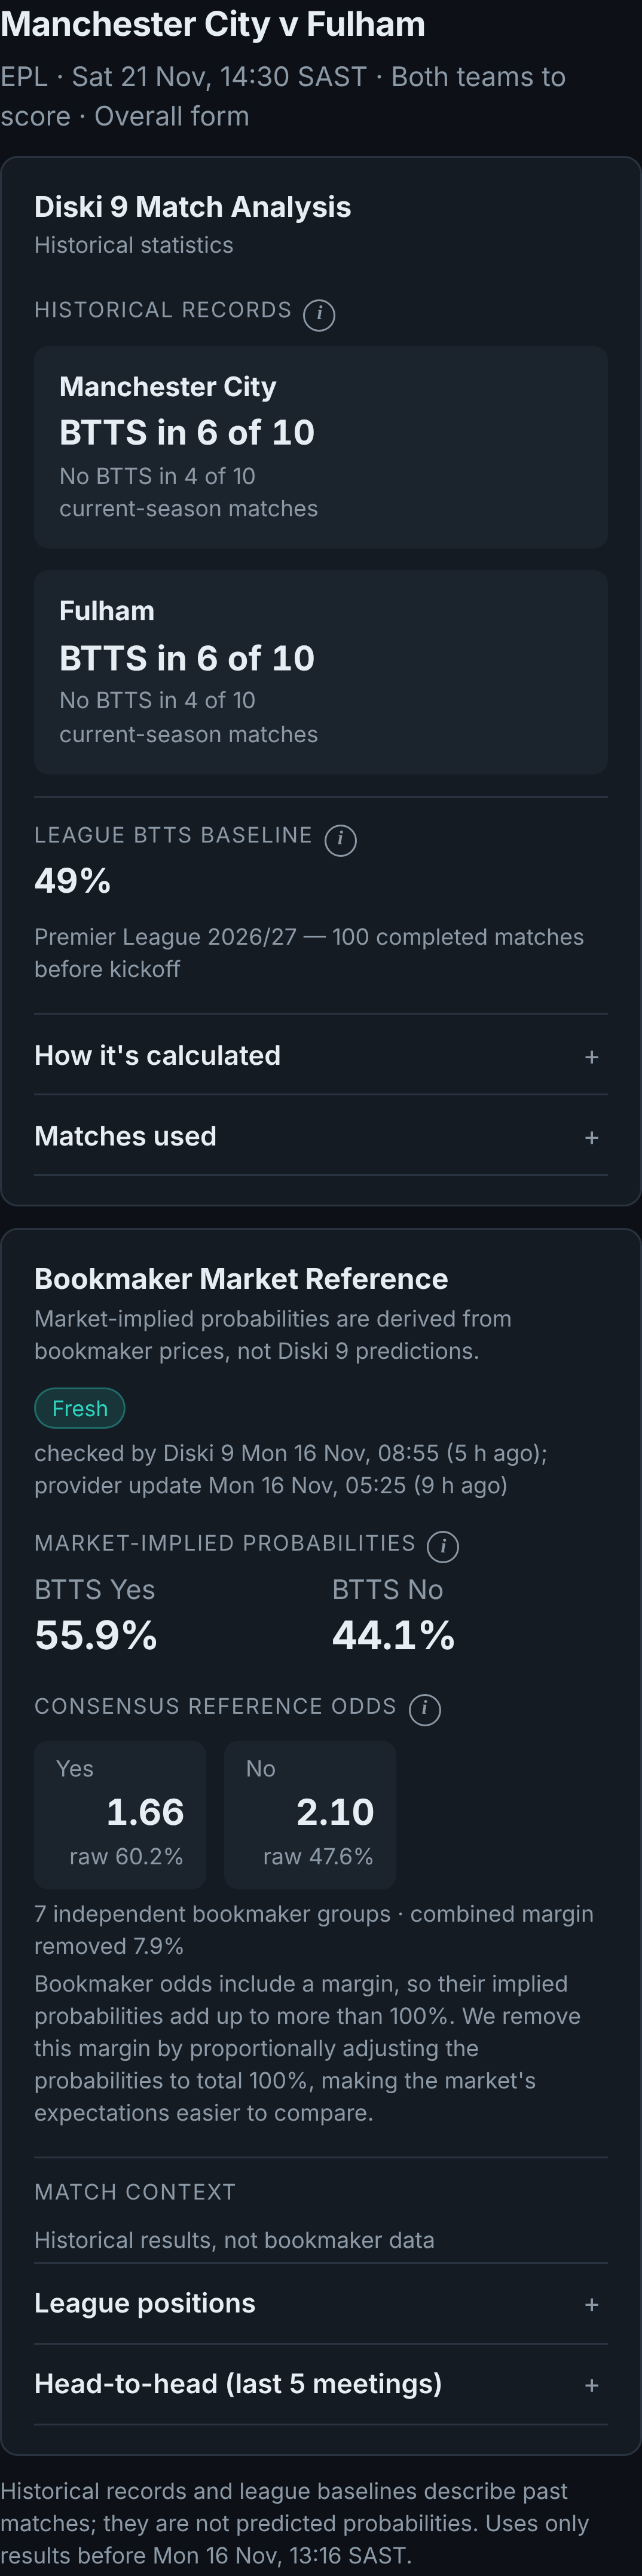 Manchester City v Fulham
EPL · Sat 21 Nov, 14:30 SAST · Both teams to
score · Overall form
Diski 9 Match Analysis
Historical statistics
HISTORICAL RECORDS i
Manchester City
BTTS in 6 of 10
No BTTS in 4 of 10
current-season matches
Fulham
BTTS in 6 of 10
No BTTS in 4 of 10
current-season matches
LEAGUE BTTS BASELINE i
49%
Premier League 2026/27 — 100 completed matches
before kickoff
How it's calculated +
Matches used +
Bookmaker Market Reference
Market-implied probabilities are derived from
bookmaker prices, not Diski 9 predictions.
Fresh
checked by Diski 9 Mon 16 Nov, 08:55 (5 h ago);
provider update Mon 16 Nov, 05:25 (9 h ago)
MARKET-IMPLIED PROBABILITIES i
BTTS Yes BTTS No
55.9% 44.1%
CONSENSUS REFERENCE ODDS i
Yes No
1.66 2.10
raw 60.2% raw 47.6%
7 independent bookmaker groups · combined margin
removed 7.9%
Bookmaker odds include a margin, so their implied
probabilities add up to more than 100%. We remove
this margin by proportionally adjusting the
probabilities to total 100%, making the market's
expectations easier to compare.
MATCH CONTEXT
Historical results, not bookmaker data
League positions +
Head-to-head (last 5 meetings) +
Historical records and league baselines describe past
matches; they are not predicted probabilities. Uses only
results before Mon 16 Nov, 13:16 SAST.